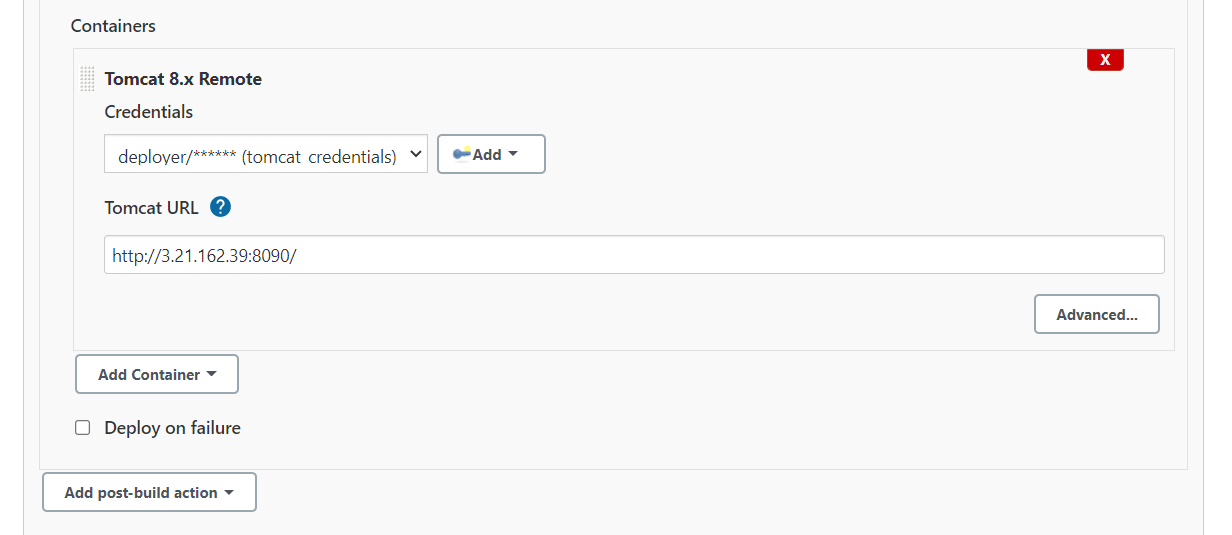 Containers
X
Tomcat 8.x Remote
Credentials
deployer/****** (tomcat credentials)
Add
Tomcat URL ?
http://3.21.162.39:8090/
Advanced...
Add Container
Deploy on failure
Add post-build action